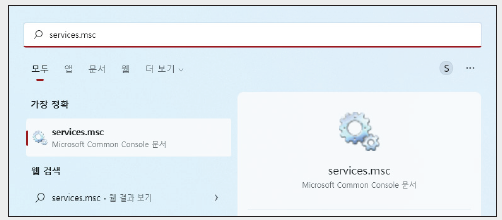 services.msc
모두 앱 문서 웹 더 보기
S ...
가장 정확
services.msc
Microsoft Common Console 문서
웹 검색
services.msc - 웹 결과 보기
services.msc
Microsoft Common Console 문서